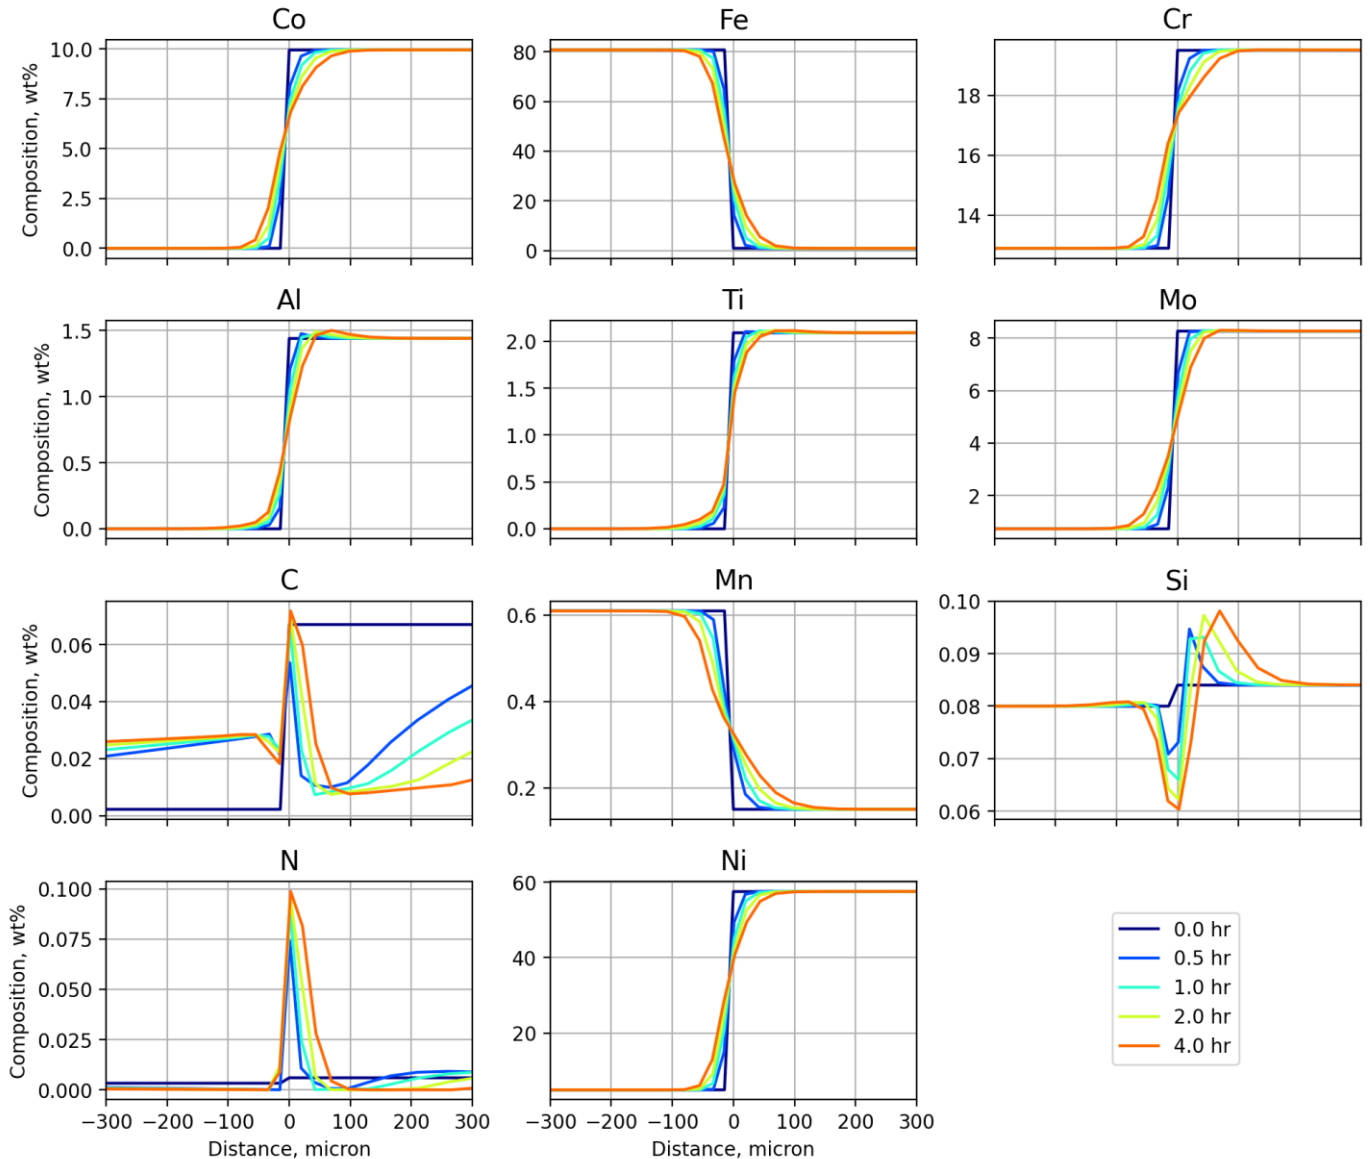 Co
Fe
Cr
Composition, wt%
10.0
7.5
5.0
2.5
0.0
80
60
40
20
0
18
16
14
Al
Ti
Mo
Composition, wt%
1.5
1.0
0.5
0.0
2.0
1.5
1.0
0.5
0.0
8
6
4
2
C
Mn
Si
Composition, wt%
0.06
0.04
0.02
0.00
0.6
0.4
0.2
0.10
0.09
0.08
0.07
0.06
N
Ni
Composition, wt%
0.100
0.075
0.050
0.025
0.000
60
40
20
0.0 hr
0.5 hr
1.0 hr
2.0 hr
4.0 hr
−300 −200 −100 0 100 200 300
−300 −200 −100 0 100 200 300
Distance, micron
Distance, micron